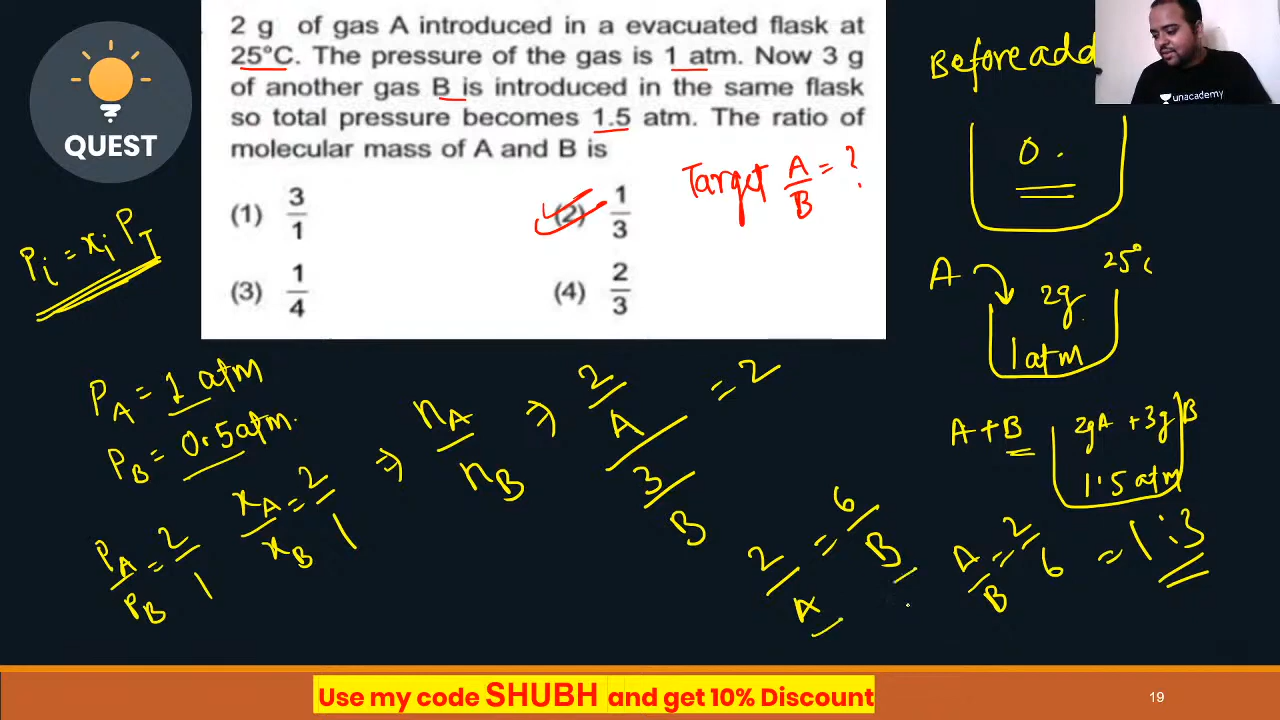 2 g of gas A introduced in a evacuated flask at
25°C. The pressure of the gas is 1 atm. Now 3 g
of another gas B is introduced in the same flask
so total pressure becomes 1.5 atm. The ratio of
molecular mass of A and B is
(1) 3/1
(2) 1/3
(3) 1/4
(4) 2/3
QUEST
Target A/B = ?
Before add
unacademy
0.
Pi = xi PT
A 2g 25°C
1 atm
A+B 2gA + 3g B
1.5 atm
PA = 1 atm
PB = 0.5 atm.
PA/PB = 2/1
xA/xB = 2/1
⇒ nA/nB
⇒ 2/A / 3/B = 2
2/A = 6/B
A/B = 2/6 = 1:3
Use my code SHUBH and get 10% Discount
19